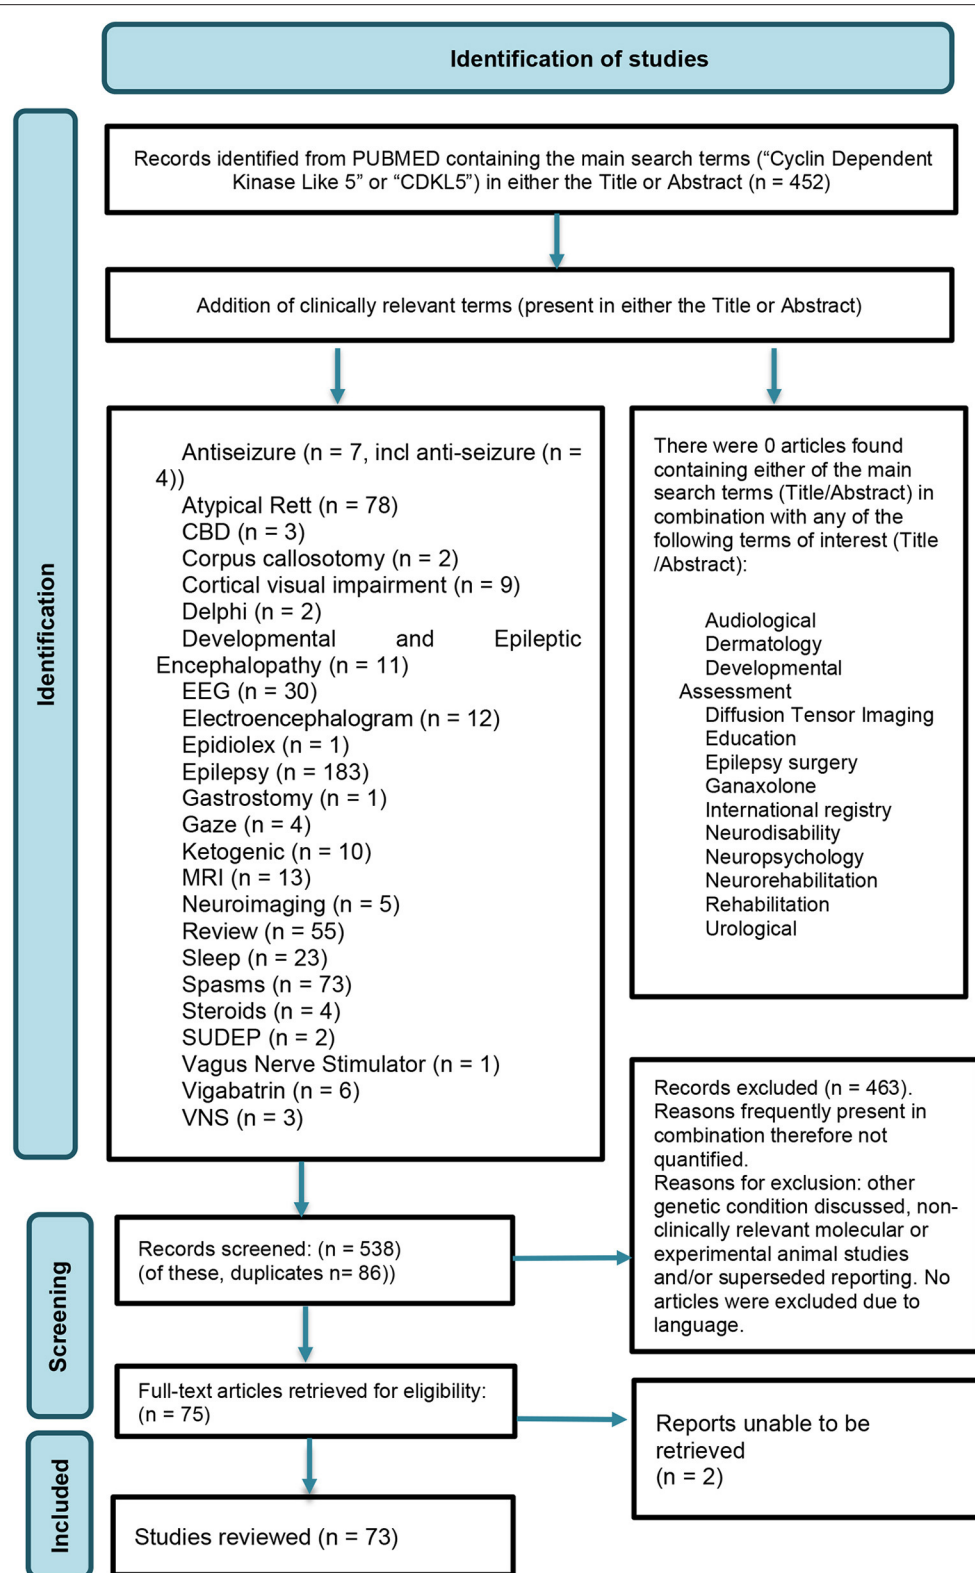 Identification of studies
Identification
Records identified from PUBMED containing the main search terms (“Cyclin Dependent
Kinase Like 5” or “CDKL5”) in either the Title or Abstract (n = 452)
Addition of clinically relevant terms (present in either the Title or Abstract)
Antiseizure (n = 7, incl anti-seizure (n =
4))
Atypical Rett (n = 78)
CBD (n = 3)
Corpus callosotomy (n = 2)
Cortical visual impairment (n = 9)
Delphi (n = 2)
Developmental and Epileptic
Encephalopathy (n = 11)
EEG (n = 30)
Electroencephalogram (n = 12)
Epidiolex (n = 1)
Epilepsy (n = 183)
Gastrostomy (n = 1)
Gaze (n = 4)
Ketogenic (n = 10)
MRI (n = 13)
Neuroimaging (n = 5)
Review (n = 55)
Sleep (n = 23)
Spasms (n = 73)
Steroids (n = 4)
SUDEP (n = 2)
Vagus Nerve Stimulator (n = 1)
Vigabatrin (n = 6)
VNS (n = 3)
There were 0 articles found
containing either of the main
search terms (Title/Abstract) in
combination with any of the
following terms of interest (Title
/Abstract):
Audiological
Dermatology
Developmental
Assessment
Diffusion Tensor Imaging
Education
Epilepsy surgery
Ganaxolone
International registry
Neurodisability
Neuropsychology
Neurorehabilitation
Rehabilitation
Urological
Screening
Records screened: (n = 538)
(of these, duplicates n= 86))
Records excluded (n = 463).
Reasons frequently present in
combination therefore not
quantified.
Reasons for exclusion: other
genetic condition discussed, non-
clinically relevant molecular or
experimental animal studies
and/or superseded reporting. No
articles were excluded due to
language.
Full-text articles retrieved for eligibility:
(n = 75)
Reports unable to be
retrieved
(n = 2)
Included
Studies reviewed (n = 73)